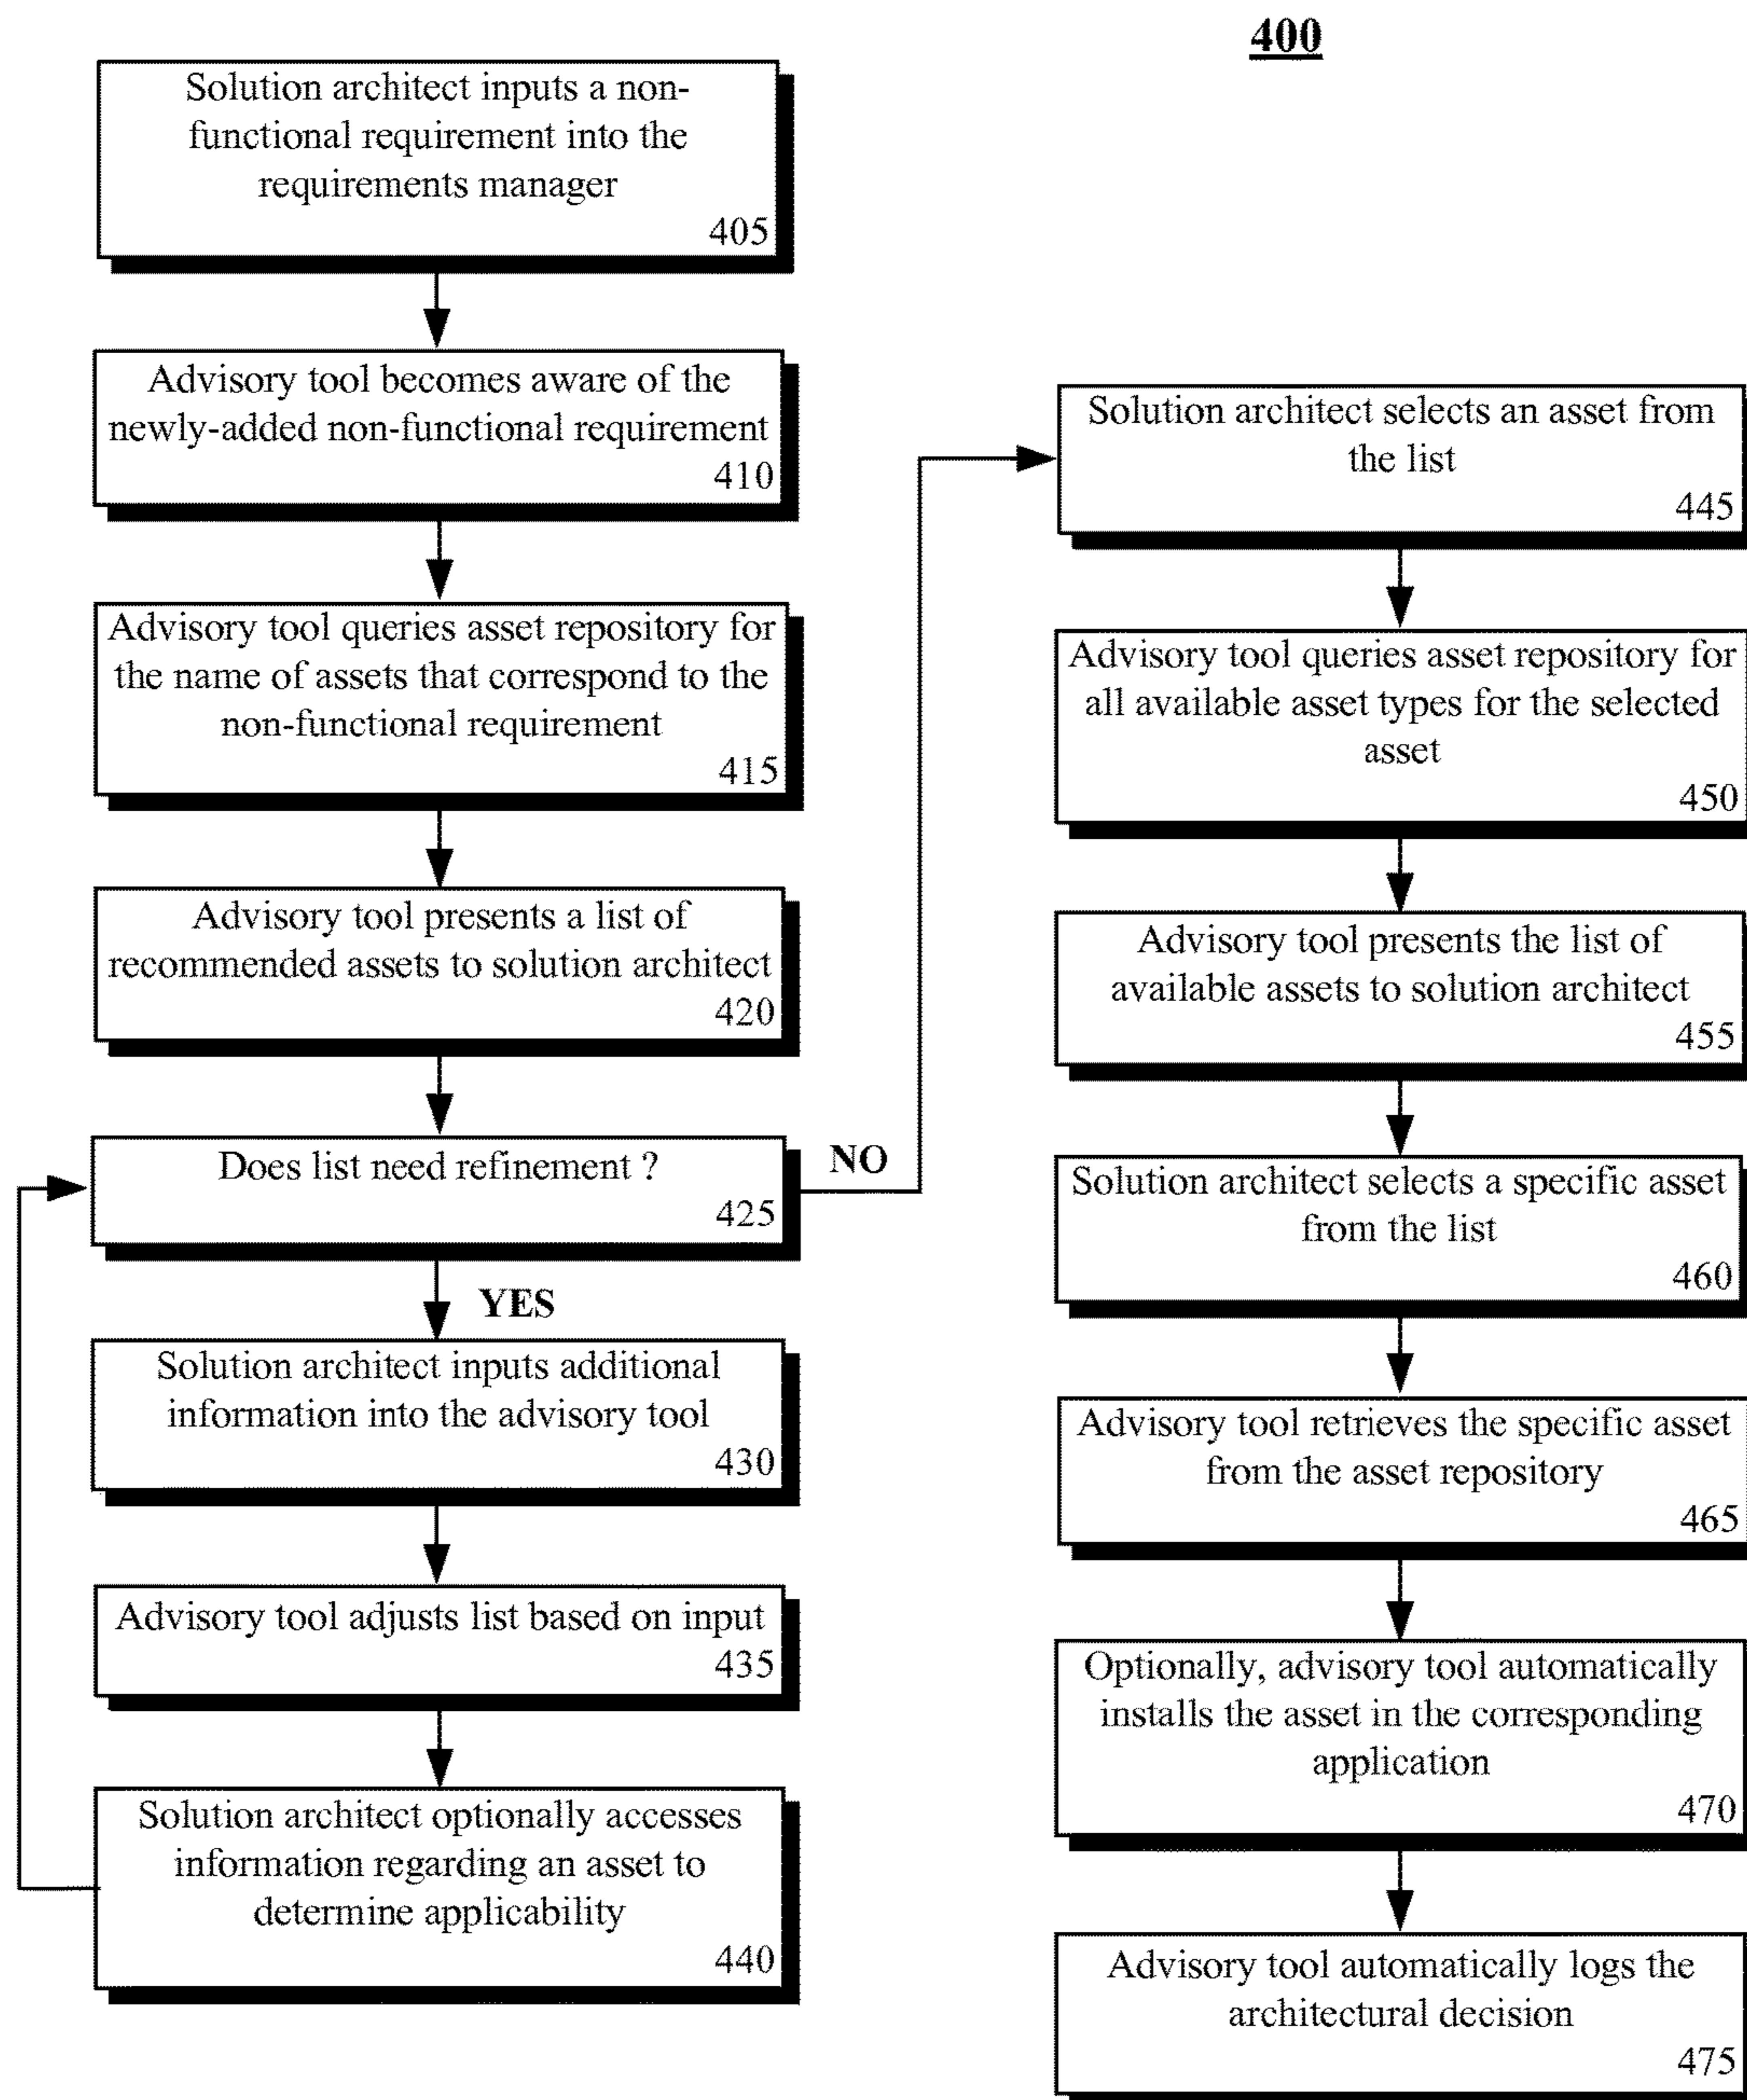 400
Solution architect inputs a non-
functional requirement into the
requirements manager
405
Advisory tool becomes aware of the
newly-added non-functional requirement
410
Advisory tool queries asset repository for
the name of assets that correspond to the
non-functional requirement
415
Advisory tool presents a list of
recommended assets to solution architect
420
Does list need refinement ?
425
NO
YES
Solution architect inputs additional
information into the advisory tool
430
Advisory tool adjusts list based on input
435
Solution architect optionally accesses
information regarding an asset to
determine applicability
440
Solution architect selects an asset from
the list
445
Advisory tool queries asset repository for
all available asset types for the selected
asset
450
Advisory tool presents the list of
available assets to solution architect
455
Solution architect selects a specific asset
from the list
460
Advisory tool retrieves the specific asset
from the asset repository
465
Optionally, advisory tool automatically
installs the asset in the corresponding
application
470
Advisory tool automatically logs the
architectural decision
475